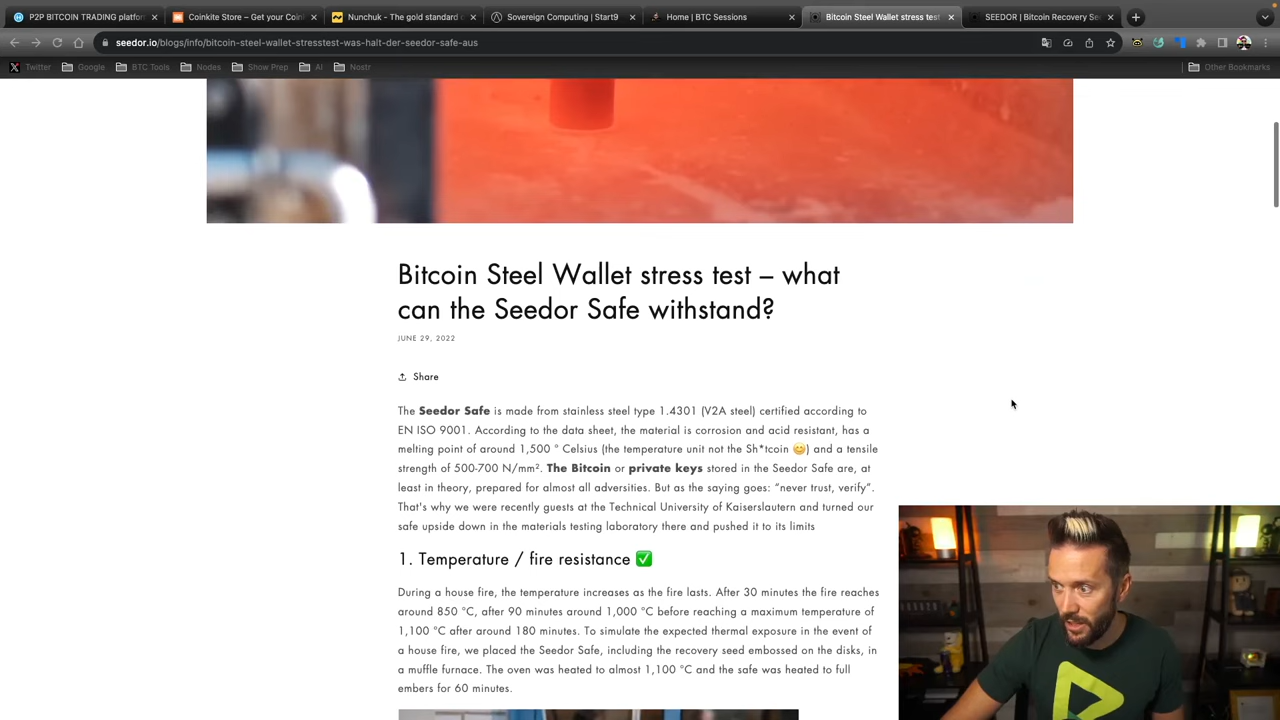 P2P BITCOIN TRADING platfor
Coinkite Store – Get your Coin
Nunchuk - The gold standard o
Sovereign Computing | Start9
Home | BTC Sessions
Bitcoin Steel Wallet stress test
SEEDOR | Bitcoin Recovery Se
seedor.io/blogs/info/bitcoin-steel-wallet-stresstest-was-halt-der-seedor-safe-aus
Twitter
Google
BTC Tools
Nodes
Show Prep
AI
Nostr
Other Bookmarks
Bitcoin Steel Wallet stress test – what
can the Seedor Safe withstand?
JUNE 29, 2022
Share
The Seedor Safe is made from stainless steel type 1.4301 (V2A steel) certified according to
EN ISO 9001. According to the data sheet, the material is corrosion and acid resistant, has a
melting point of around 1,500 ° Celsius (the temperature unit not the Sh*tcoin 😊) and a tensile
strength of 500-700 N/mm². The Bitcoin or private keys stored in the Seedor Safe are, at
least in theory, prepared for almost all adversities. But as the saying goes: “never trust, verify”.
That's why we were recently guests at the Technical University of Kaiserslautern and turned our
safe upside down in the materials testing laboratory there and pushed it to its limits
1. Temperature / fire resistance ✅
During a house fire, the temperature increases as the fire lasts. After 30 minutes the fire reaches
around 850 °C, after 90 minutes around 1,000 °C before reaching a maximum temperature of
1,100 °C after around 180 minutes. To simulate the expected thermal exposure in the event of
a house fire, we placed the Seedor Safe, including the recovery seed embossed on the disks, in
a muffle furnace. The oven was heated to almost 1,100 °C and the safe was heated to full
embers for 60 minutes.